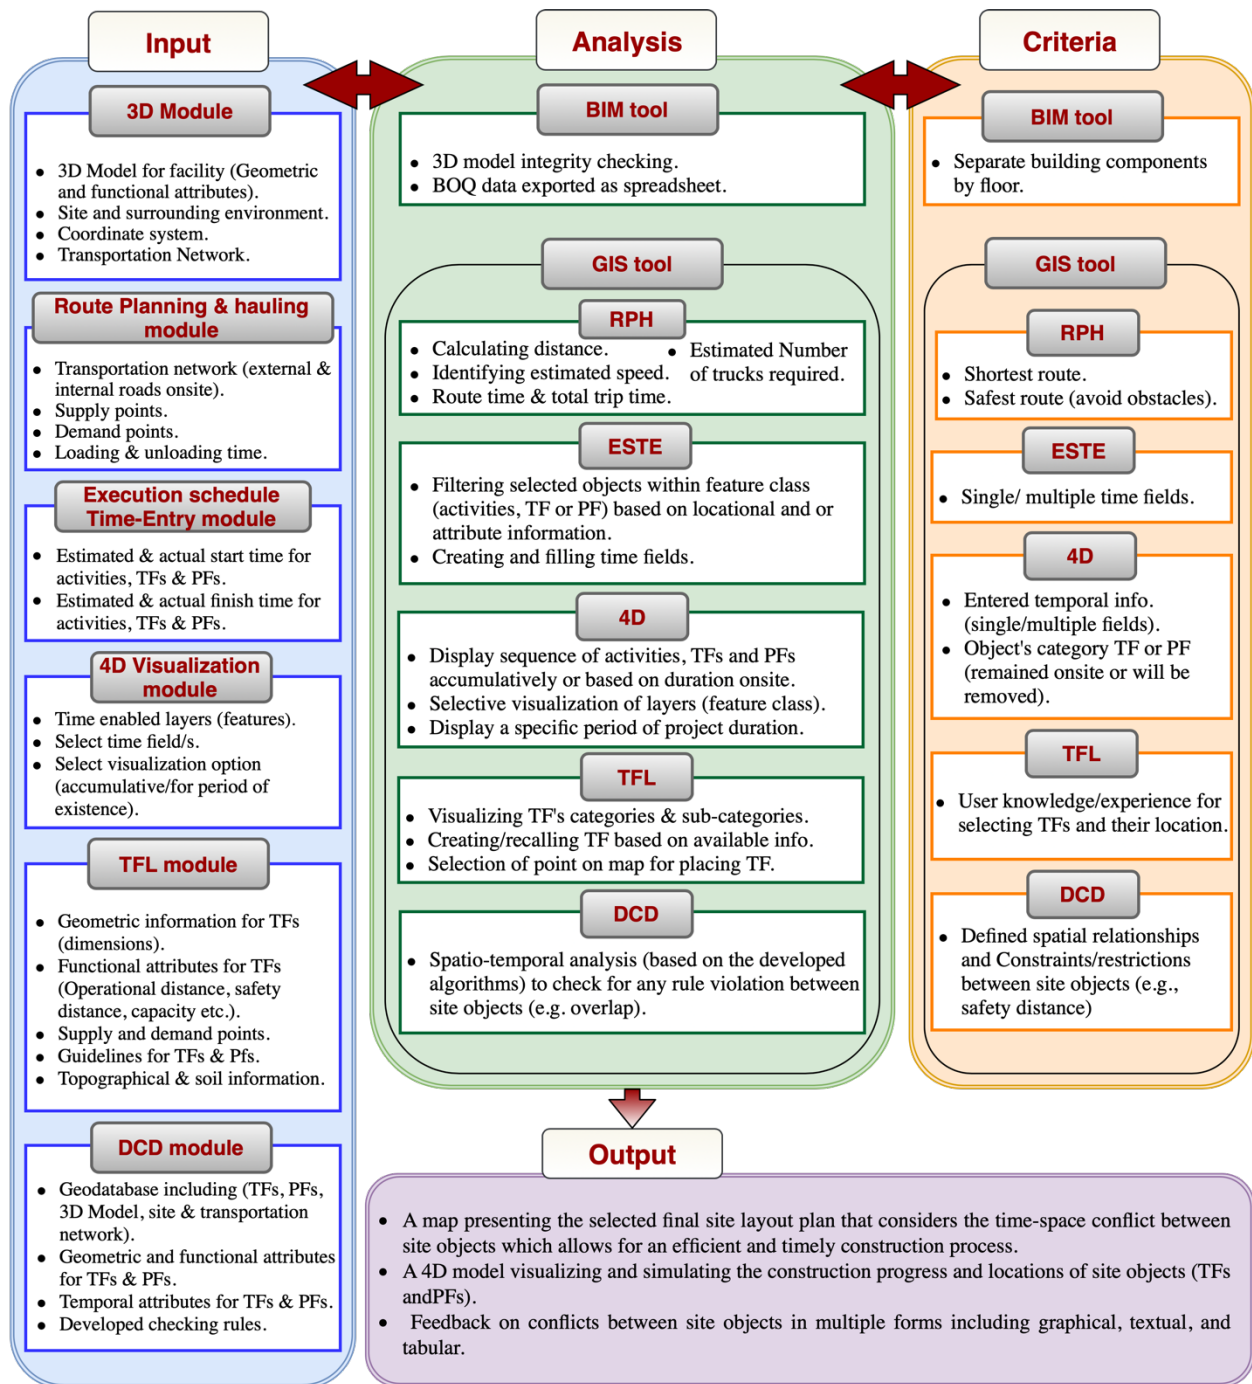 Input
3D Module
• 3D Model for facility (Geometric
and functional attributes).
• Site and surrounding environment.
• Coordinate system.
• Transportation Network.
Route Planning & hauling
module
• Transportation network (external &
internal roads onsite).
• Supply points.
• Demand points.
• Loading & unloading time.
Execution schedule
Time-Entry module
• Estimated & actual start time for
activities, TFs & PFs.
• Estimated & actual finish time for
activities, TFs & PFs.
4D Visualization
module
• Time enabled layers (features).
• Select time field/s.
• Select visualization option
(accumulative/for period of
existence).
TFL module
• Geometric information for TFs
(dimensions).
• Functional attributes for TFs
(Operational distance, safety
distance, capacity etc.).
• Supply and demand points.
• Guidelines for TFs & Pfs.
• Topographical & soil information.
DCD module
• Geodatabase including (TFs, PFs,
3D Model, site & transportation
network).
• Geometric and functional attributes
for TFs & PFs.
• Temporal attributes for TFs & PFs.
• Developed checking rules.
Analysis
BIM tool
• 3D model integrity checking.
• BOQ data exported as spreadsheet.
GIS tool
RPH
• Calculating distance.
• Identifying estimated speed.
• Route time & total trip time.
• Estimated Number
of trucks required.
ESTE
• Filtering selected objects within feature class
(activities, TF or PF) based on locational and or
attribute information.
• Creating and filling time fields.
4D
• Display sequence of activities, TFs and PFs
accumulatively or based on duration onsite.
• Selective visualization of layers (feature class).
• Display a specific period of project duration.
TFL
• Visualizing TF's categories & sub-categories.
• Creating/recalling TF based on available info.
• Selection of point on map for placing TF.
DCD
• Spatio-temporal analysis (based on the developed
algorithms) to check for any rule violation between
site objects (e.g. overlap).
Criteria
BIM tool
• Separate building components
by floor.
GIS tool
RPH
• Shortest route.
• Safest route (avoid obstacles).
ESTE
• Single/ multiple time fields.
4D
• Entered temporal info.
(single/multiple fields).
• Object's category TF or PF
(remained onsite or will be
removed).
TFL
• User knowledge/experience for
selecting TFs and their location.
DCD
• Defined spatial relationships
and Constraints/restrictions
between site objects (e.g.,
safety distance)
Output
• A map presenting the selected final site layout plan that considers the time-space conflict between
site objects which allows for an efficient and timely construction process.
• A 4D model visualizing and simulating the construction progress and locations of site objects (TFs
andPFs).
• Feedback on conflicts between site objects in multiple forms including graphical, textual, and
tabular.